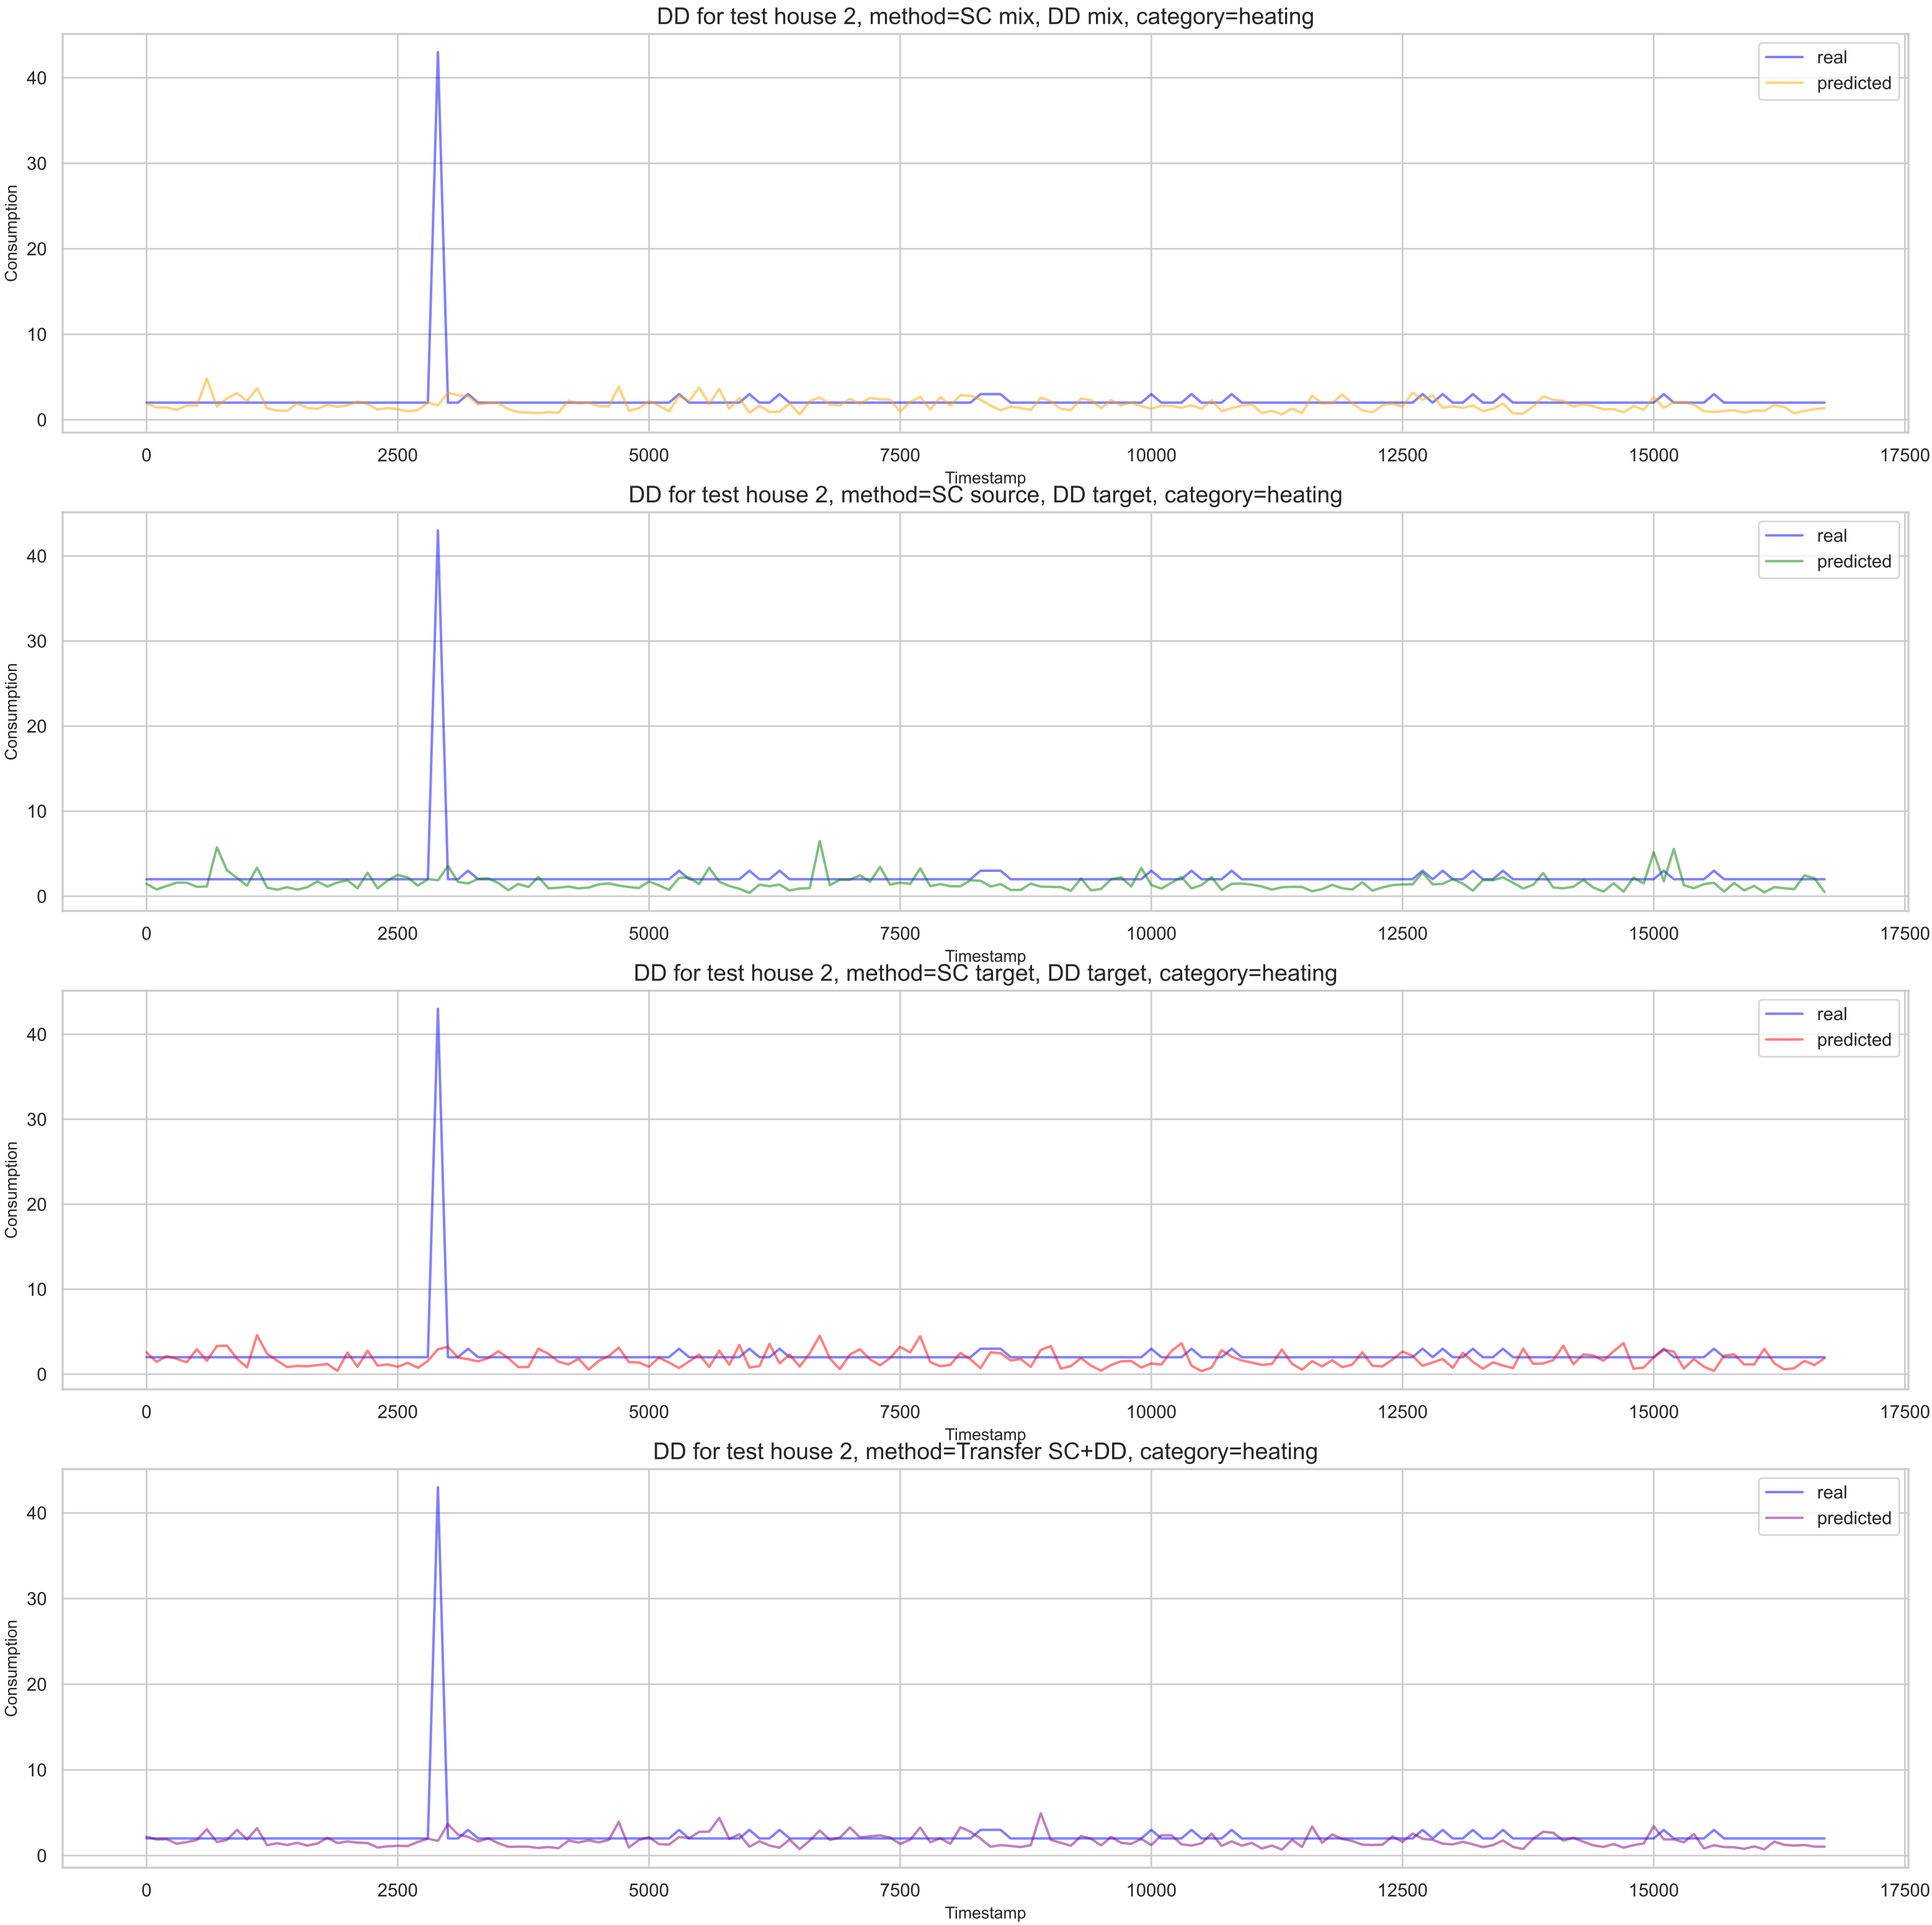 DD for test house 2, method=SC mix, DD mix, category=heating
real
predicted
40
30
20
10
0
Consumption
0 2500 5000 7500 10000 12500 15000 17500
Timestamp
DD for test house 2, method=SC source, DD target, category=heating
real
predicted
40
30
20
10
0
Consumption
0 2500 5000 7500 10000 12500 15000 17500
Timestamp
DD for test house 2, method=SC target, DD target, category=heating
real
predicted
40
30
20
10
0
Consumption
0 2500 5000 7500 10000 12500 15000 17500
Timestamp
DD for test house 2, method=Transfer SC+DD, category=heating
real
predicted
40
30
20
10
0
Consumption
0 2500 5000 7500 10000 12500 15000 17500
Timestamp